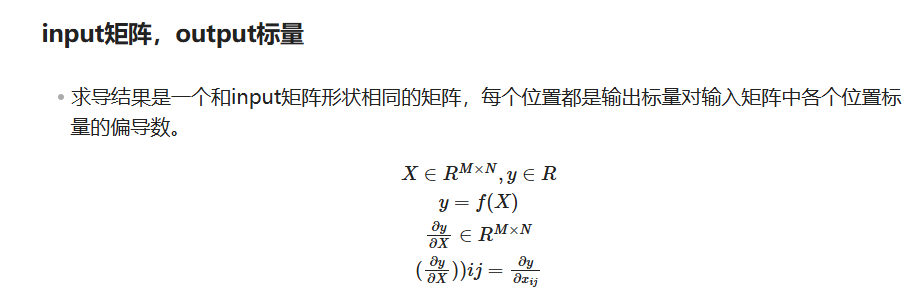 input矩阵，output标量
• 求导结果是一个和input矩阵形状相同的矩阵，每个位置都是输出标量对输入矩阵中各个位置标
量的偏导数。
X ∈ R^{M×N}, y ∈ R
y = f(X)
\frac{∂y}{∂X} ∈ R^{M×N}
(\frac{∂y}{∂X}))ij = \frac{∂y}{∂x_{ij}}